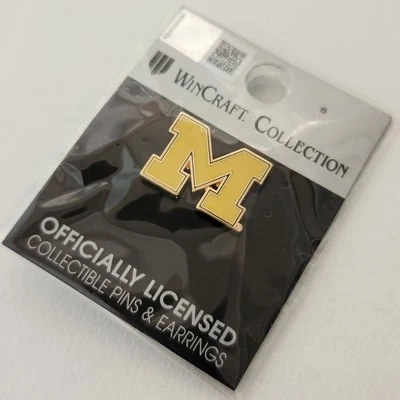 WINCRAFT® COLLECTION
M
OFFICIALLY LICENSED
COLLECTIBLE PINS & EARRINGS